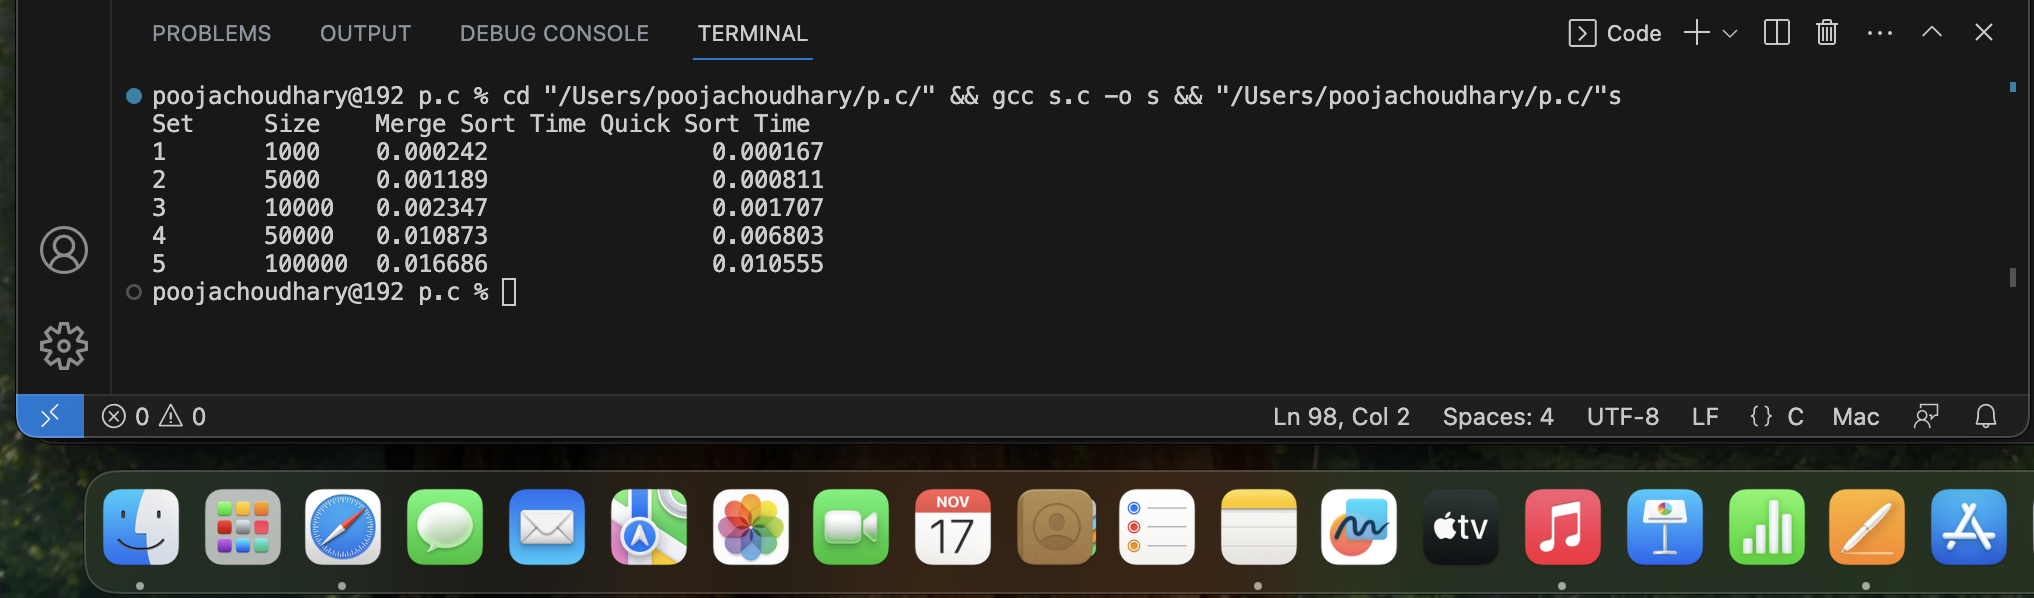 PROBLEMS OUTPUT DEBUG CONSOLE TERMINAL Code
poojachoudhary@192 p.c % cd "/Users/poojachoudhary/p.c/" && gcc s.c -o s && "/Users/poojachoudhary/p.c/"s
Set Size Merge Sort Time Quick Sort Time
1 1000 0.000242 0.000167
2 5000 0.001189 0.000811
3 10000 0.002347 0.001707
4 50000 0.010873 0.006803
5 100000 0.016686 0.010555
poojachoudhary@192 p.c %
0 0 Ln 98, Col 2 Spaces: 4 UTF-8 LF {} C Mac
NOV
17
tv